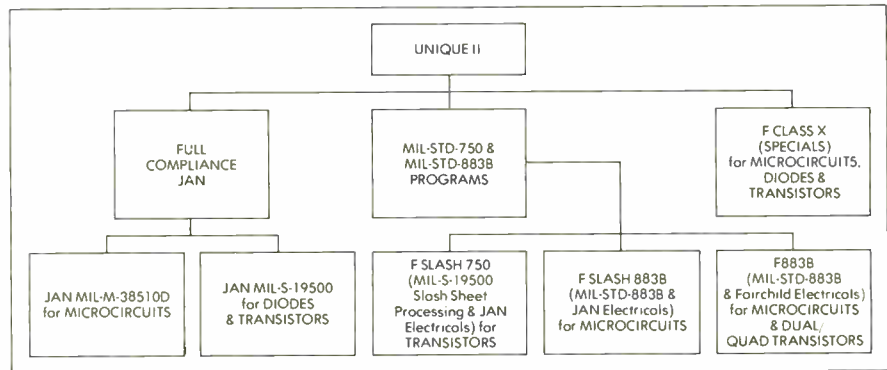 UNIQUE II
FULL
COMPLIANCE
JAN
MIL-STD-750 &
MIL-STD-883B
PROGRAMS
F CLASS X
(SPECIALS)
for MICROCIRCUITS,
DIODES &
TRANSISTORS
JAN MIL-M-38510D
for MICROCIRCUITS
JAN MIL-S-19500
for DIODES
& TRANSISTORS
F SLASH 750
(MIL-S-19500
Slash Sheet
Processing & JAN
Electricals) for
TRANSISTORS
F SLASH 883B
(MIL-STD-883B &
JAN Electricals)
for MICROCIRCUITS
F883B
(MIL-STD-883B
& Fairchild Electricals)
for MICROCIRCUITS
& DUAL/
QUAD TRANSISTORS